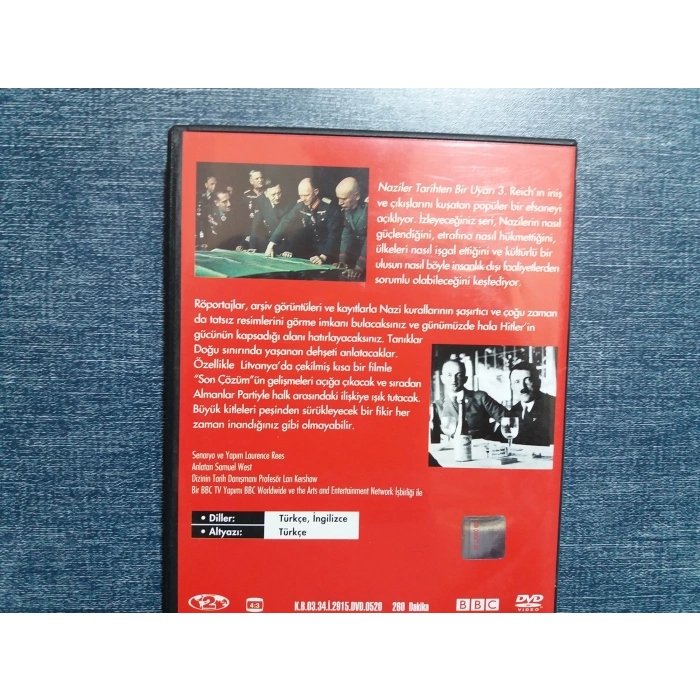 Naziler Tarihten Bir Uyarı 3. Reich'ın iniş
ve çıkışlarını kuşatan popüler bir efsaneyi
açıklıyor. İzleyeceğiniz seri, Nazilerin nasıl
güçlendiğini, etrafına nasıl hükmettiğini,
ülkeleri nasıl işgal ettiğini ve kültürlü bir
ulusun nasıl böyle insanlık dışı faaliyetlerden
sorumlu olabileceğini keşfediyor.
Röportajlar, arşiv görüntüleri ve kayıtlarla Nazi kurallarının şaşırtıcı ve çoğu zaman
da tatsız resimlerini görme imkanı bulacaksınız ve günümüzde hala Hitler'in
gücünün kapsadığı alanı hatırlayacaksınız. Tanıklar
Doğu sınırında yaşanan dehşeti anlatacaklar.
Özellikle Litvanya'da çekilmiş kısa bir filmle
"Son Çözüm"ün gelişmeleri açığa çıkacak ve sıradan
Almanlar Partiyle halk arasındaki ilişkiye ışık tutacak.
Büyük kitleleri peşinden sürükleyecek bir fikir her
zaman inandığınız gibi olmayabilir.
Senaryo ve Yapım Laurence Rees
Anlatan Samuel West
Dizinin Tarih Danışmanı Profesör Lan Kershaw
Bir BBC TV Yapımı BBC Worldwide ve the Arts and Entertainment Network İşbirliği ile
• Diller: Türkçe, İngilizce
• Altyazı: Türkçe
2 4:3 K.B.03.34.İ.2915.DVD.0520 280 Dakika BBC DVD VIDEO